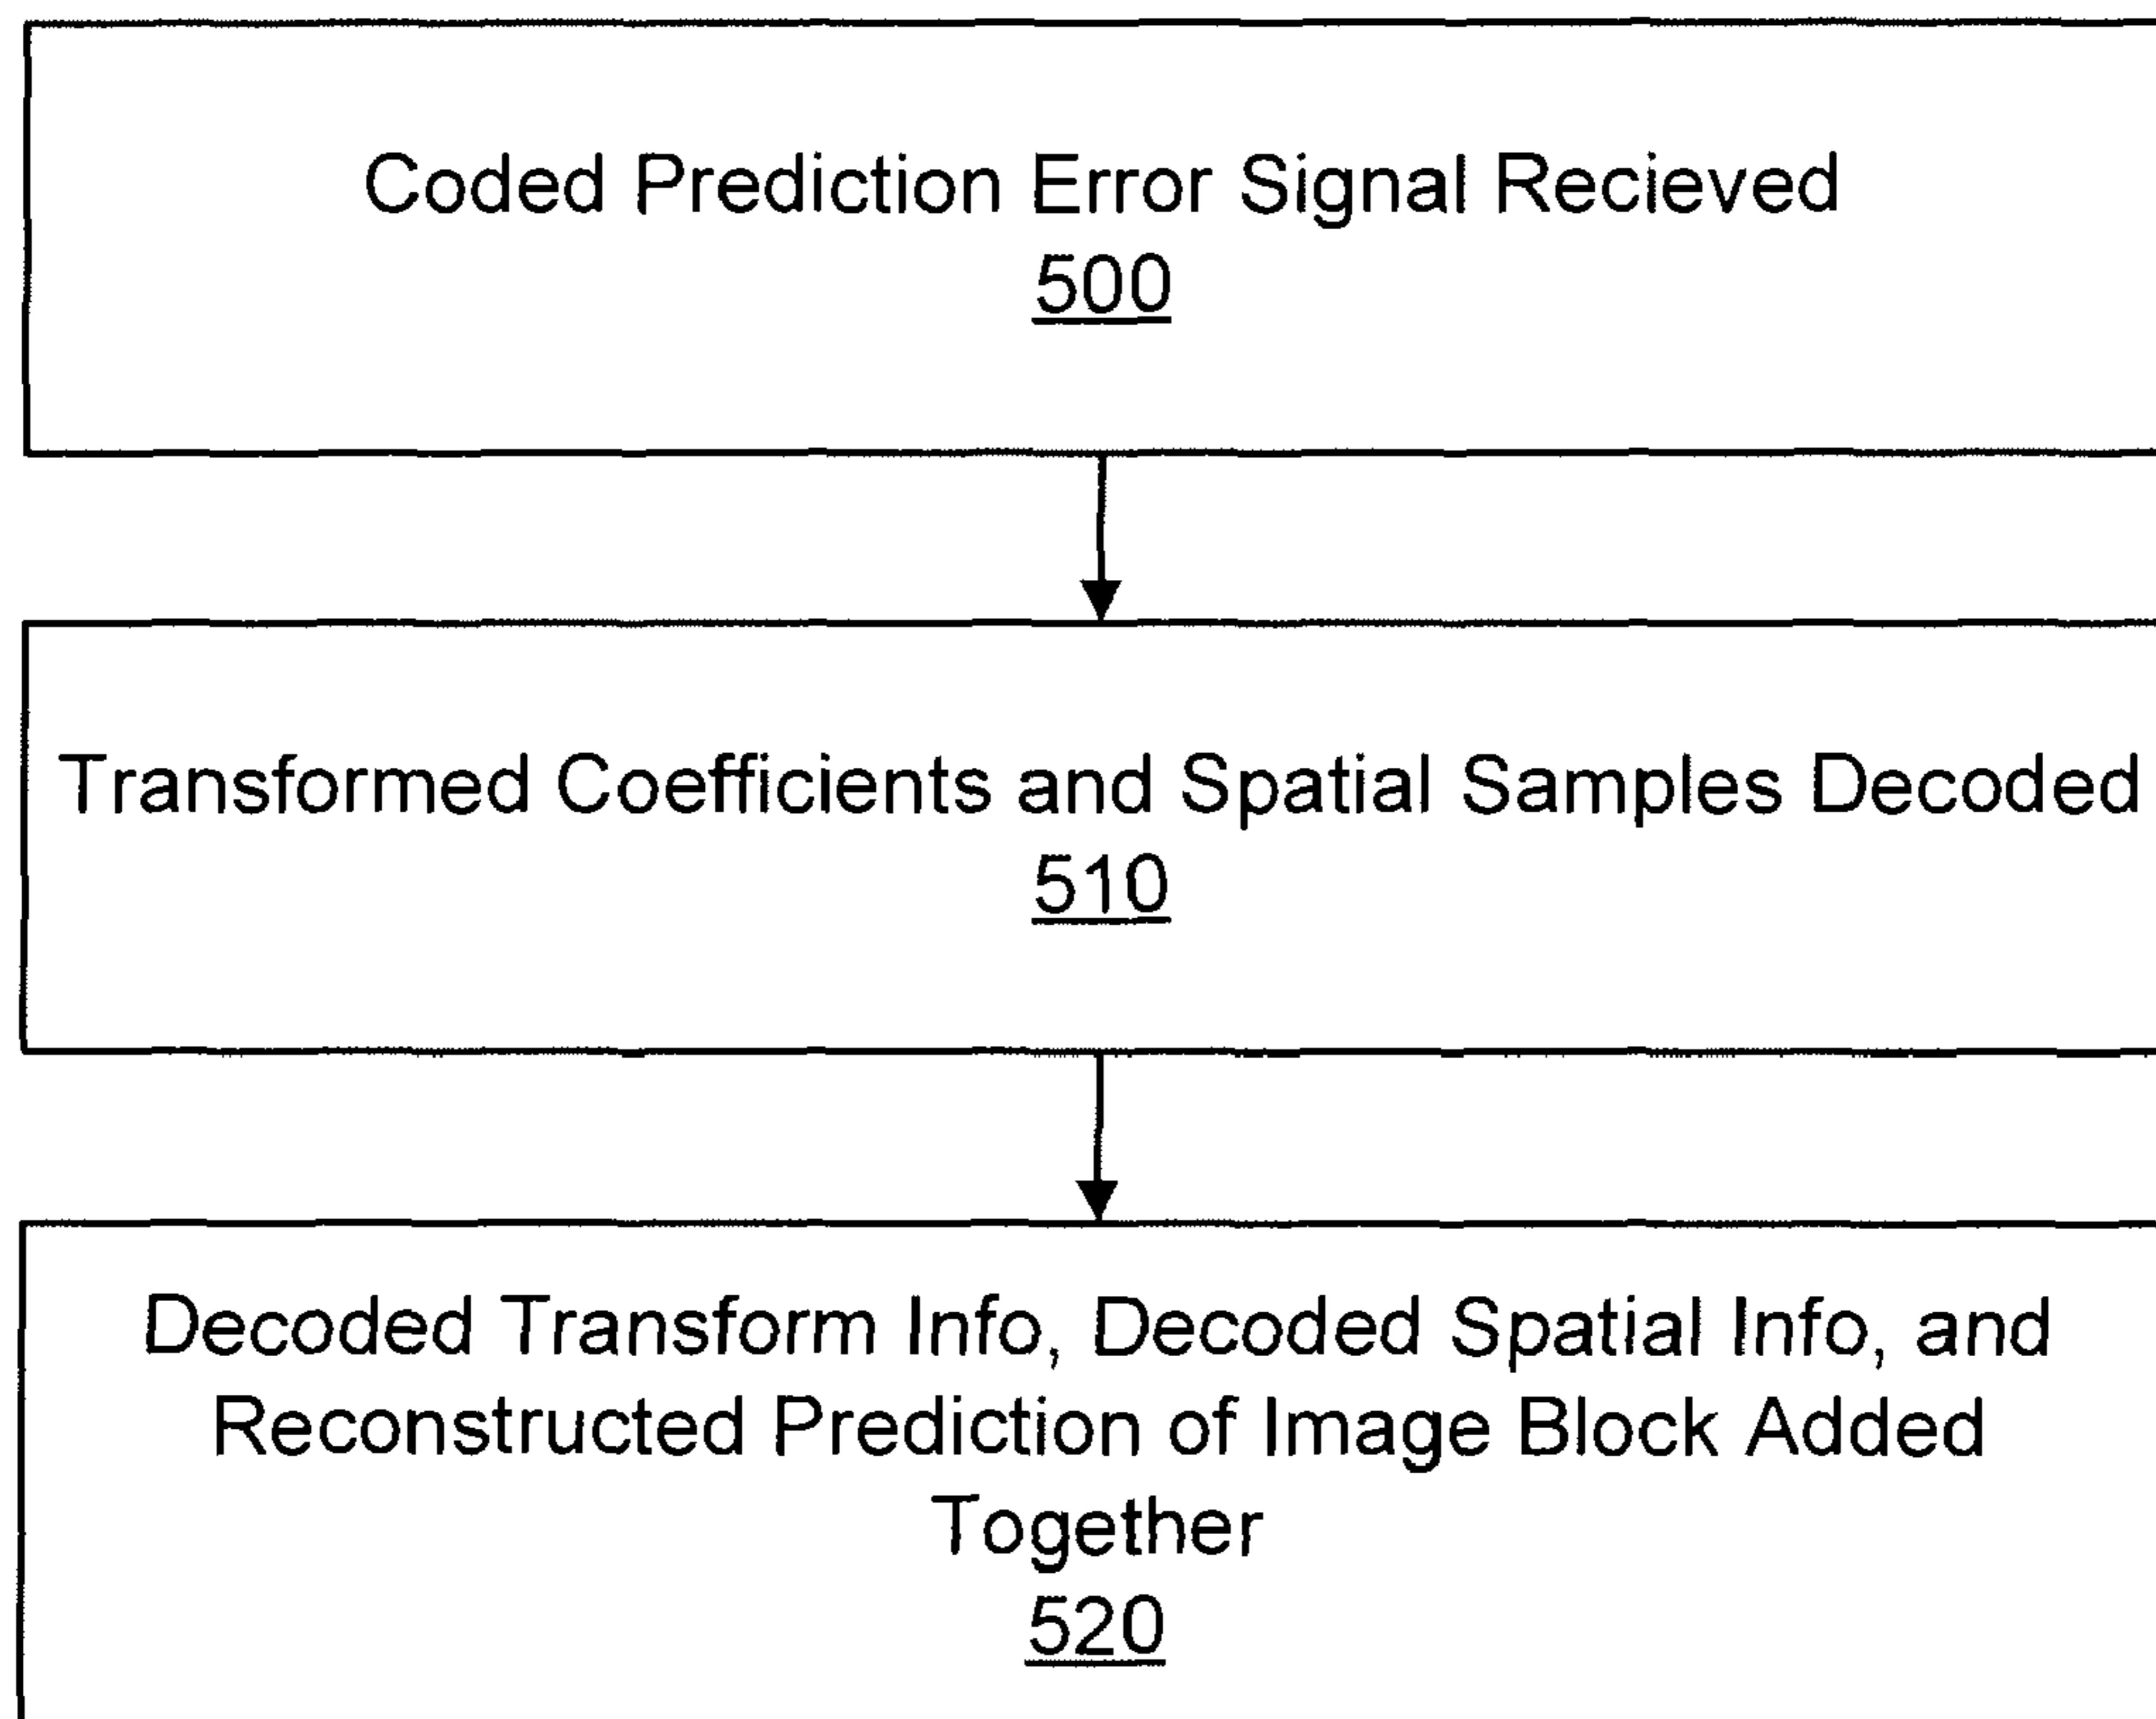 Coded Prediction Error Signal Recieved
500
Transformed Coefficients and Spatial Samples Decoded
510
Decoded Transform Info, Decoded Spatial Info, and
Reconstructed Prediction of Image Block Added
Together
520